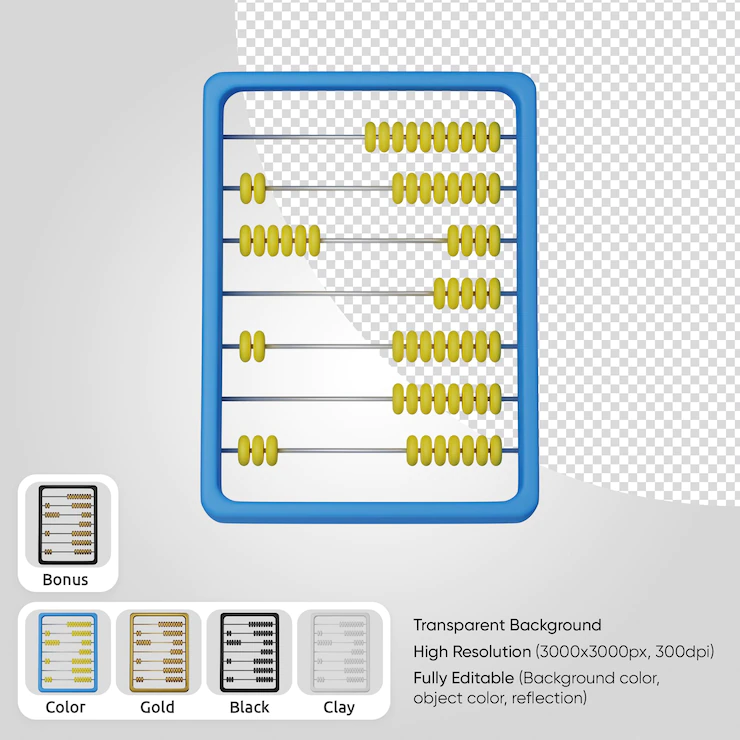 Bonus
Color
Gold
Black
Clay
Transparent Background
High Resolution (3000x3000px, 300dpi)
Fully Editable (Background color,
object color, reflection)